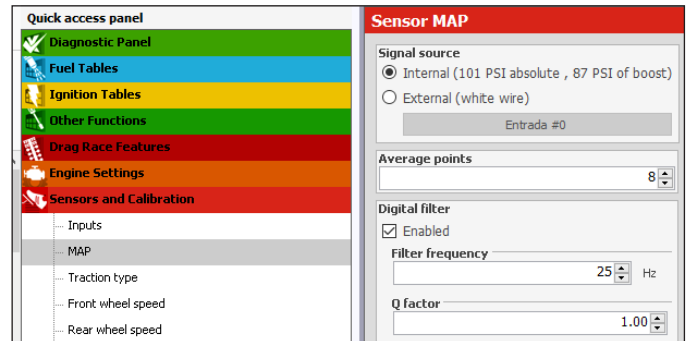 Quick access panel
Diagnostic Panel
Fuel Tables
Ignition Tables
Other Functions
Drag Race Features
Engine Settings
Sensors and Calibration
Inputs
MAP
Traction type
Front wheel speed
Rear wheel speed
Sensor MAP
Signal source
Internal (101 PSI absolute , 87 PSI of boost)
External (white wire)
Entrada #0
Average points
8
Digital filter
Enabled
Filter frequency
25 Hz
Q factor
1.00